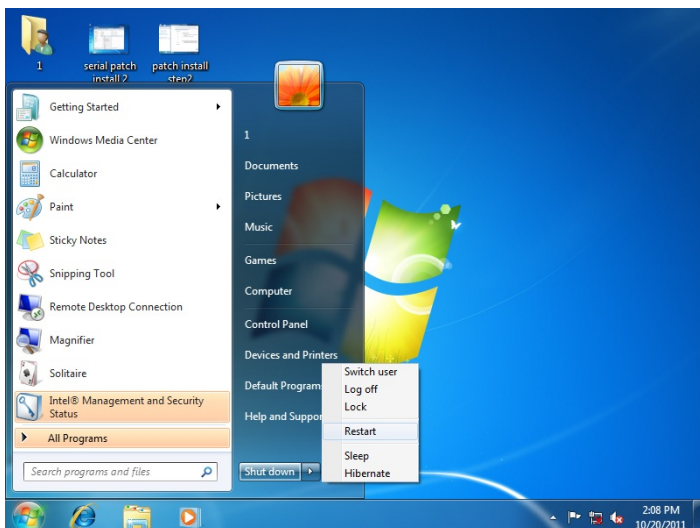 1
serial patch
install 2
patch install
step2
Getting Started
Windows Media Center
Calculator
Paint
Sticky Notes
Snipping Tool
Remote Desktop Connection
Magnifier
Solitaire
Intel® Management and Security
Status
All Programs
Search programs and files
1
Documents
Pictures
Music
Games
Computer
Control Panel
Devices and Printers
Default Program
Help and Suppor
Shut down
Switch user
Log off
Lock
Restart
Sleep
Hibernate
2:08 PM
10/20/2011